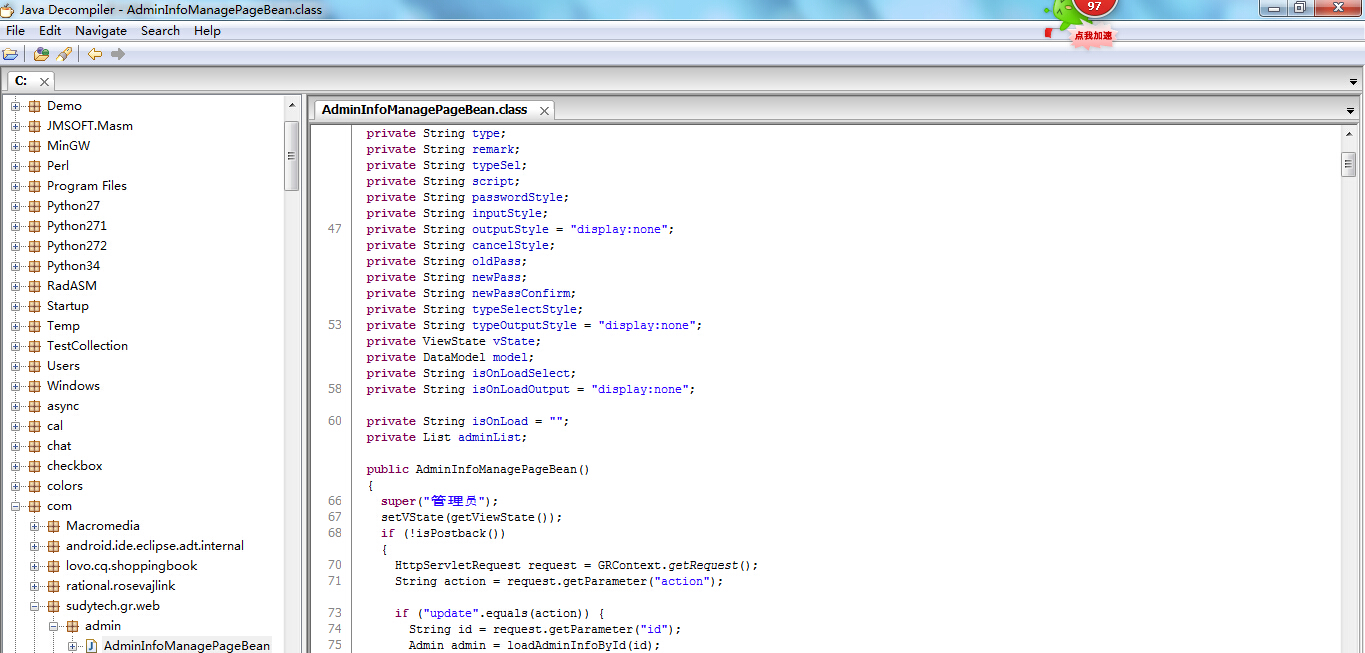 Java Decompiler - AdminInfoManagePageBean.class
97
点我加速
File Edit Navigate Search Help
C:
Demo
JMSOFT.Masm
MinGW
Perl
Program Files
Python27
Python271
Python272
Python34
RadASM
Startup
Temp
TestCollection
Users
Windows
async
cal
chat
checkbox
colors
com
Macromedia
android.ide.eclipse.adt.internal
lovo.cq.shoppingbook
rational.rosevajlink
sudytech.gr.web
admin
J AdminInfoManagePageBean
AdminInfoManagePageBean.class
private String type;
private String remark;
private String typeSel;
private String script;
private String passwordStyle;
private String inputStyle;
47 private String outputStyle = "display:none";
private String cancelStyle;
private String oldPass;
private String newPass;
private String newPassConfirm;
private String typeSelectStyle;
53 private String typeOutputStyle = "display:none";
private ViewState vState;
private DataModel model;
private String isOnLoadSelect;
58 private String isOnLoadOutput = "display:none";
60 private String isOnLoad = "";
private List adminList;
public AdminInfoManagePageBean()
{
66 super("管理员");
67 setVState(getViewState());
68 if (!isPostback())
{
70 HttpServletRequest request = GRContext.getRequest();
71 String action = request.getParameter("action");
73 if ("update".equals(action)) {
74 String id = request.getParameter("id");
75 Admin admin = loadAdminInfoById(id);